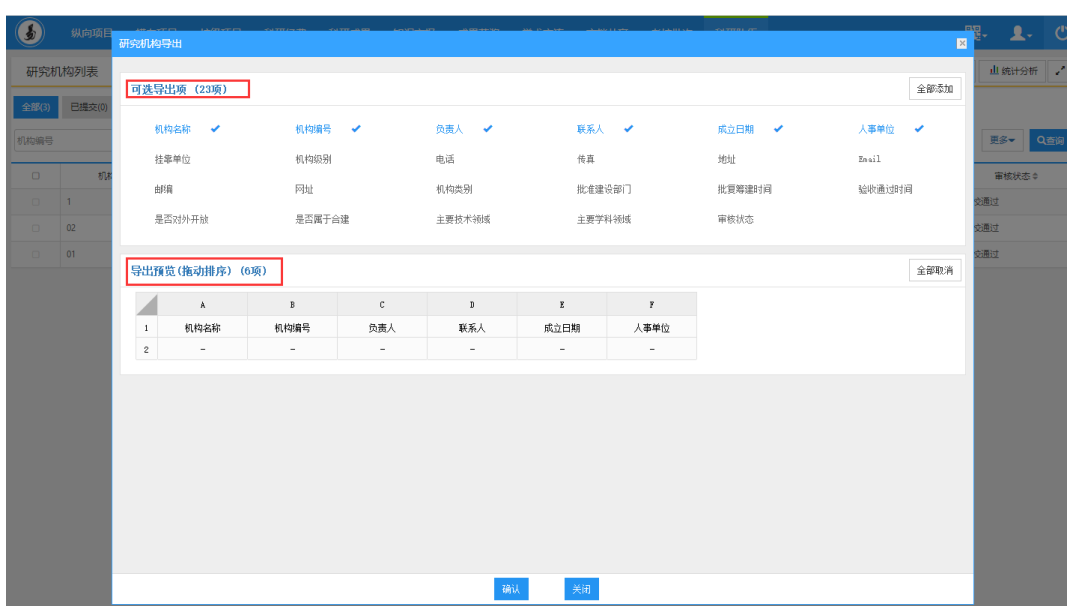 纵向项目
研究机构导出
研究机构列表
统计分析
可选导出项 (23项)
全部添加
全部(3) 已提交(0)
机构名称 机构编号 负责人 联系人 成立日期 人事单位
机构编号
更多 查询
挂靠单位 机构级别 电话 传真 地址 Email
审核状态
邮编 网址 机构类别 批准建设部门 批复筹建时间 验收通过时间
1
交通过
是否对外开放 是否属于合建 主要技术领域 主要学科领域 审核状态
02
交通过
01
交通过
导出预览(拖动排序) (6项)
全部取消
A B C D E F
1 机构名称 机构编号 负责人 联系人 成立日期 人事单位
2 - - - - - -
确认 关闭